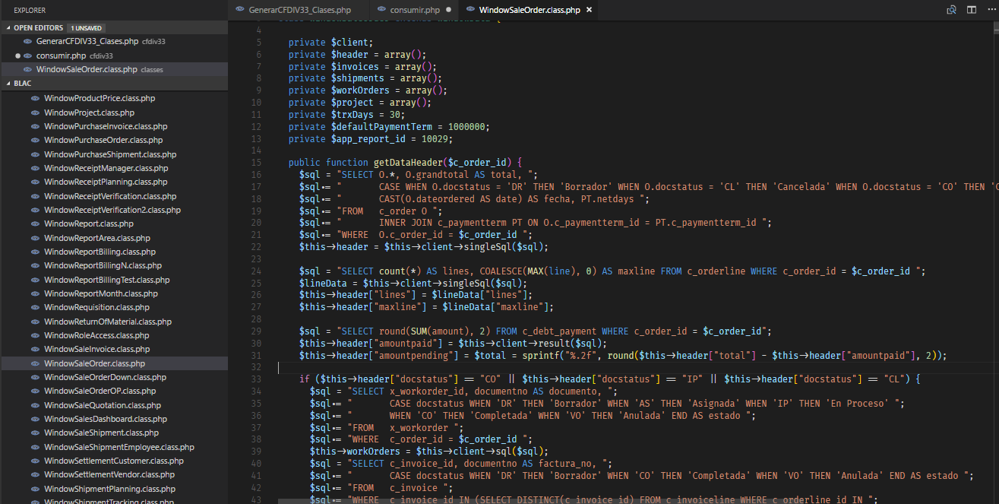 EXPLORER
OPEN EDITORS 1 UNSAVED
GenerarCFDIV33_Clases.php cfdiv33
consumir.php cfdiv33
WindowSaleOrder.class.php classes
BLAC
WindowProductPrice.class.php
WindowProject.class.php
WindowPurchaseInvoice.class.php
WindowPurchaseOrder.class.php
WindowPurchaseShipment.class.php
WindowReceiptManager.class.php
WindowReceiptPlanning.class.php
WindowReceiptVerification.class.php
WindowReceiptVerification2.class.php
WindowReport.class.php
WindowReportArea.class.php
WindowReportBilling.class.php
WindowReportBillingN.class.php
WindowReportBillingTest.class.php
WindowReportMonth.class.php
WindowRequisition.class.php
WindowReturnOfMaterial.class.php
WindowRoleAccess.class.php
WindowSaleInvoice.class.php
WindowSaleOrder.class.php
WindowSaleOrderDown.class.php
WindowSaleOrderOP.class.php
WindowSaleQuotation.class.php
WindowSalesDashboard.class.php
WindowSaleShipment.class.php
WindowSaleShipmentEmployee.class.php
WindowSettlementCustomer.class.php
WindowSettlementVendor.class.php
WindowShipmentPlanning.class.php
WindowShipmentTracking.class.php
GenerarCFDIV33_Clases.php consumir.php WindowSaleOrder.class.php
4
5 private $client;
6 private $header = array();
7 private $invoices = array();
8 private $shipments = array();
9 private $workOrders = array();
10 private $project = array();
11 private $trxDays = 30;
12 private $defaultPaymentTerm = 1000000;
13 private $app_report_id = 10029;
14
15 public function getDataHeader($c_order_id) {
16 $sql = "SELECT O.*, O.grandtotal AS total, ";
17 $sql .= " CASE WHEN O.docstatus = 'DR' THEN 'Borrador' WHEN O.docstatus = 'CL' THEN 'Cancelada' WHEN O.docstatus = 'CO' THEN '
18 $sql .= " CAST(O.dateordered AS date) AS fecha, PT.netdays ";
19 $sql .= "FROM c_order O ";
20 $sql .= " INNER JOIN c_paymentterm PT ON O.c_paymentterm_id = PT.c_paymentterm_id ";
21 $sql .= "WHERE O.c_order_id = $c_order_id ";
22 $this->header = $this->client->singleSql($sql);
23
24 $sql = "SELECT count(*) AS lines, COALESCE(MAX(line), 0) AS maxline FROM c_orderline WHERE c_order_id = $c_order_id ";
25 $lineData = $this->client->singleSql($sql);
26 $this->header["lines"] = $lineData["lines"];
27 $this->header["maxline"] = $lineData["maxline"];
28
29 $sql = "SELECT round(SUM(amount), 2) FROM c_debt_payment WHERE c_order_id = $c_order_id";
30 $this->header["amountpaid"] = $this->client->result($sql);
31 $this->header["amountpending"] = $total = sprintf("%.2f", round($this->header["total"] - $this->header["amountpaid"], 2));
32
33 if ($this->header["docstatus"] == "CO" || $this->header["docstatus"] == "IP" || $this->header["docstatus"] == "CL") {
34 $sql = "SELECT x_workorder_id, documentno AS documento, ";
35 $sql .= " CASE docstatus WHEN 'DR' THEN 'Borrador' WHEN 'AS' THEN 'Asignada' WHEN 'IP' THEN 'En Proceso' ";
36 $sql .= " WHEN 'CO' THEN 'Completada' WHEN 'VO' THEN 'Anulada' END AS estado ";
37 $sql .= "FROM x_workorder ";
38 $sql .= "WHERE c_order_id = $c_order_id ";
39 $this->workOrders = $this->client->sql($sql);
40 $sql = "SELECT c_invoice_id, documentno AS factura_no, ";
41 $sql .= " CASE docstatus WHEN 'DR' THEN 'Borrador' WHEN 'CO' THEN 'Completada' WHEN 'VO' THEN 'Anulada' END AS estado ";
42 $sql .= "FROM c_invoice ";
43 $sql .= "WHERE c_invoice_id IN (SELECT DISTINCT(c_invoice_id) FROM c_invoiceline WHERE c_orderline_id IN ";